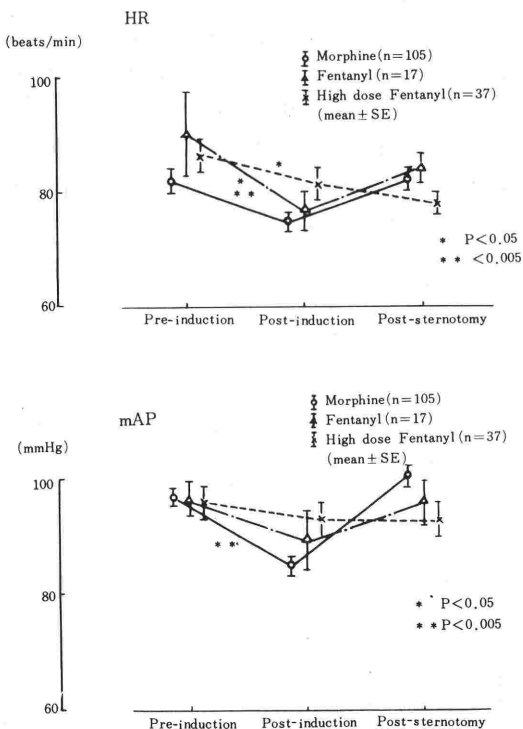 HR
(beats/min)
Morphine(n=105)
Fentanyl(n=17)
High dose Fentanyl(n=37)
(mean±SE)
100
*
*
**
80
* P<0.05
** <0.005
60
Pre-induction Post-induction Post-sternotomy
Morphine(n=105)
mAP
Fentanyl(n=17)
High dose Fentanyl(n=37)
(mean±SE)
(mmHg)
100
**
80
* P<0.05
**P<0.005
60
Pre-induction Post-induction Post-sternotomy